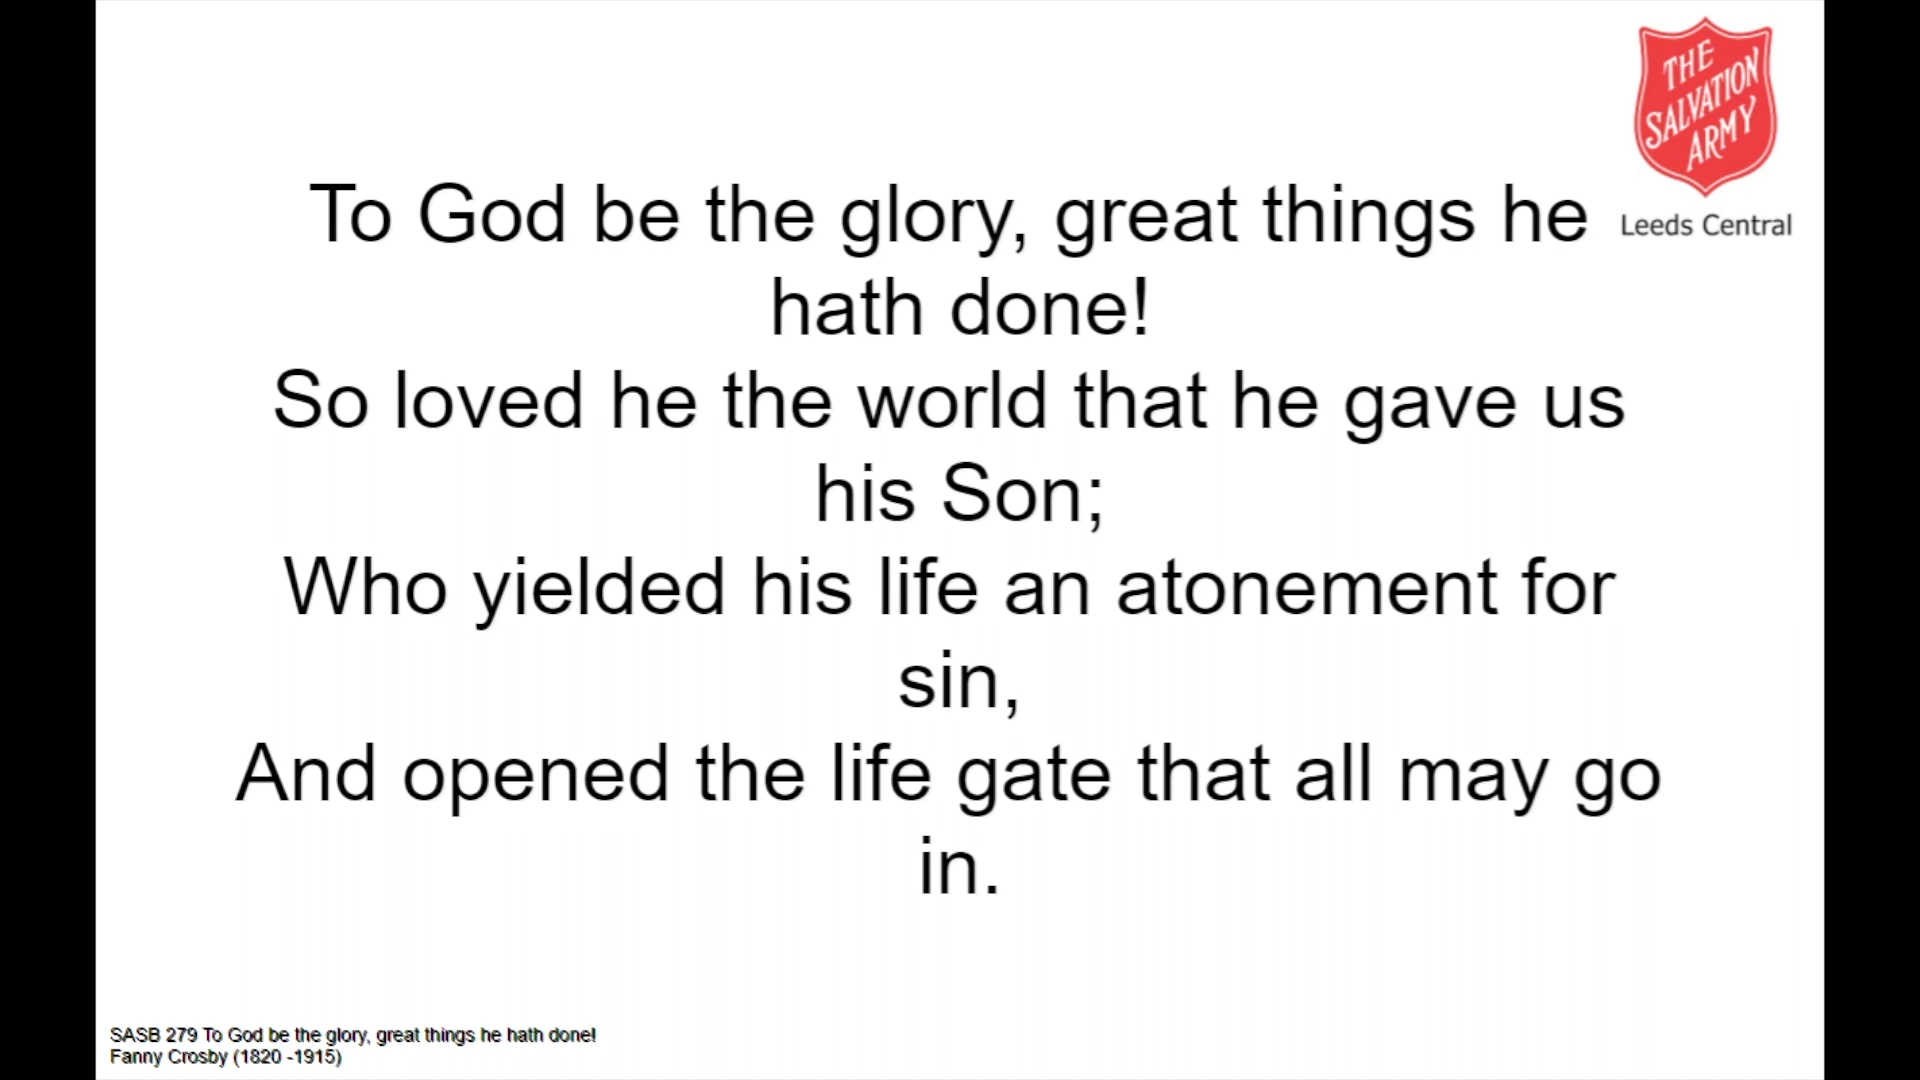 THE
SALVATION
ARMY
Leeds Central
To God be the glory, great things he
hath done!
So loved he the world that he gave us
his Son;
Who yielded his life an atonement for
sin,
And opened the life gate that all may go
in.
SASB 279 To God be the glory, great things he hath done!
Fanny Crosby (1820 -1915)